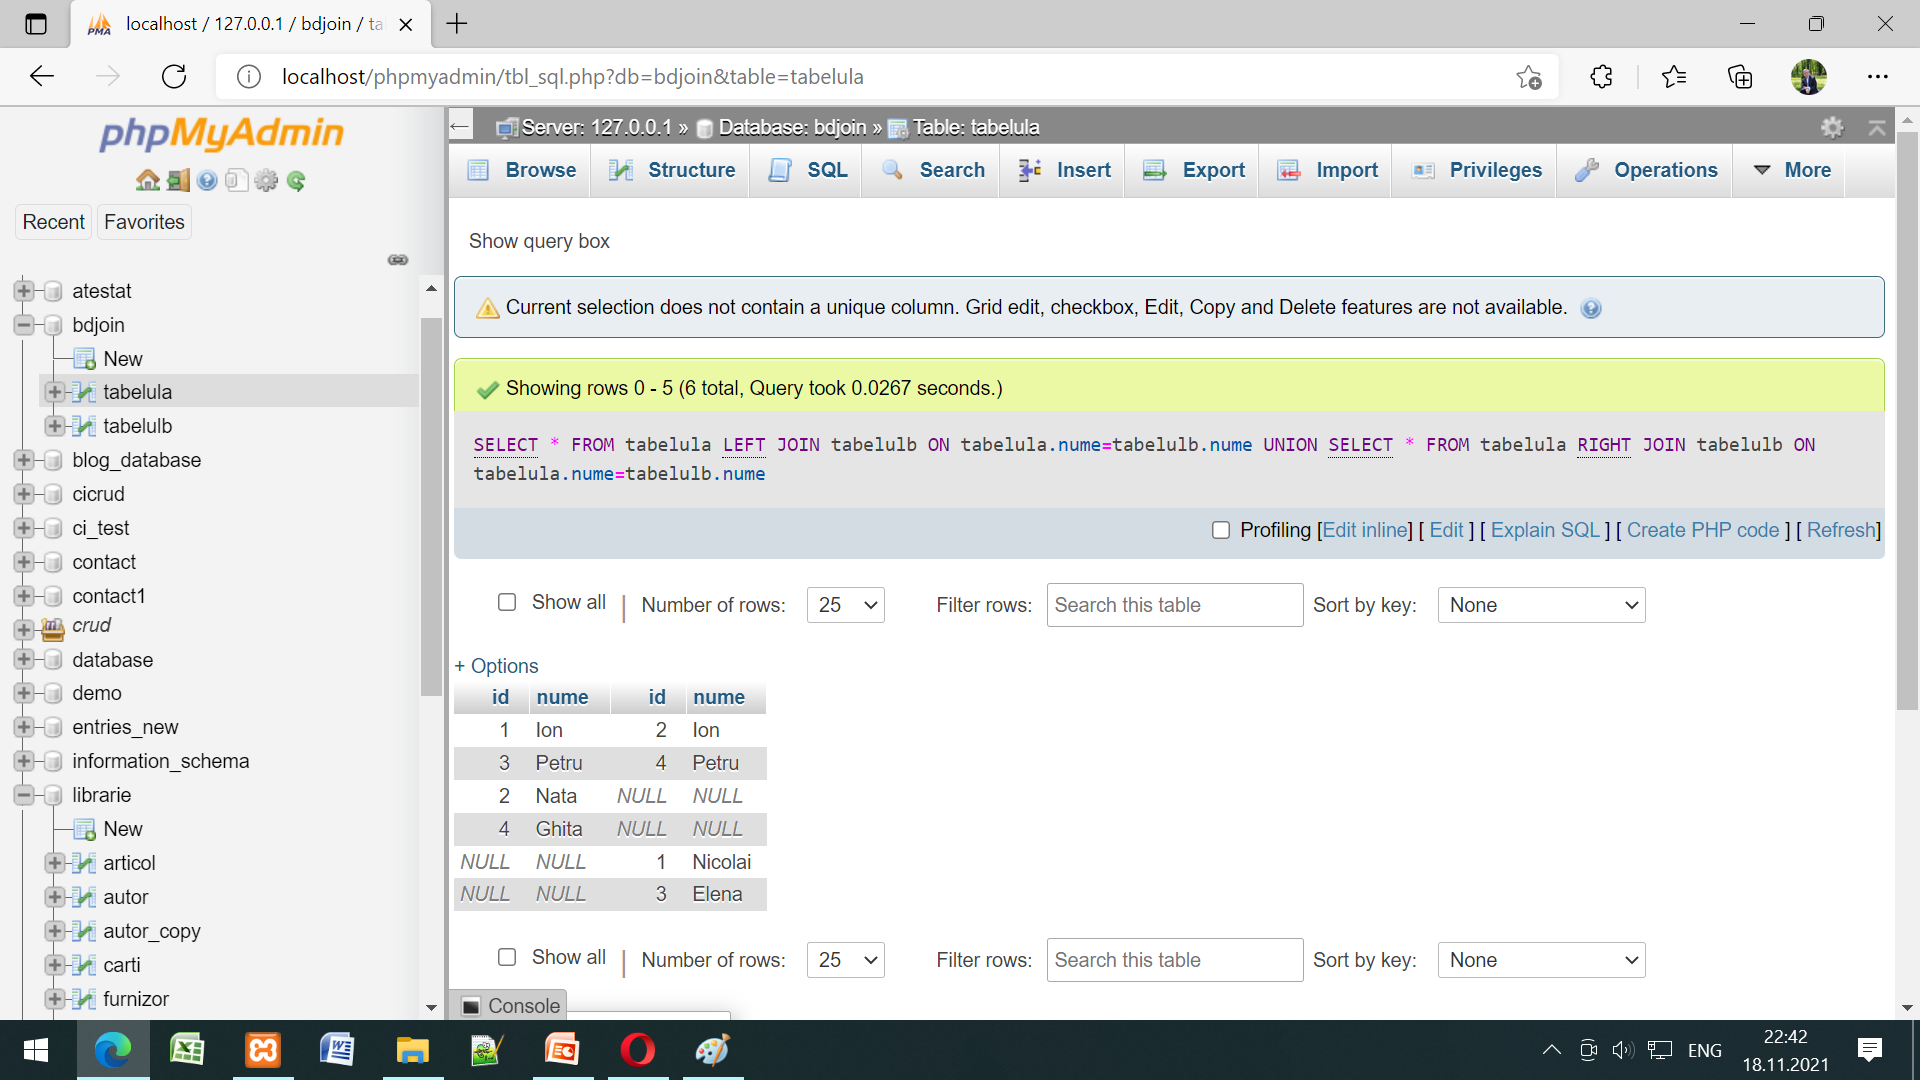 localhost / 127.0.0.1 / bdjoin / ta
localhost/phpmyadmin/tbl_sql.php?db=bdjoin&table=tabelula
phpMyAdmin
Recent Favorites
atestat
bdjoin
New
tabelula
tabelulb
blog_database
cicrud
ci_test
contact
contact1
crud
database
demo
entries_new
information_schema
librarie
New
articol
autor
autor_copy
carti
furnizor
Server: 127.0.0.1 » Database: bdjoin » Table: tabelula
Browse Structure SQL Search Insert Export Import Privileges Operations More
Show query box
Current selection does not contain a unique column. Grid edit, checkbox, Edit, Copy and Delete features are not available.
Showing rows 0 - 5 (6 total, Query took 0.0267 seconds.)
SELECT * FROM tabelula LEFT JOIN tabelulb ON tabelula.nume=tabelulb.nume UNION SELECT * FROM tabelula RIGHT JOIN tabelulb ON
tabelula.nume=tabelulb.nume
Profiling [Edit inline] [ Edit ] [ Explain SQL ] [ Create PHP code ] [ Refresh]
Show all | Number of rows: 25 Filter rows: Search this table Sort by key: None
+ Options
id nume id nume
1 Ion 2 Ion
3 Petru 4 Petru
2 Nata NULL NULL
4 Ghita NULL NULL
NULL NULL 1 Nicolai
NULL NULL 3 Elena
Show all | Number of rows: 25 Filter rows: Search this table Sort by key: None
Console
ENG
22:42
18.11.2021